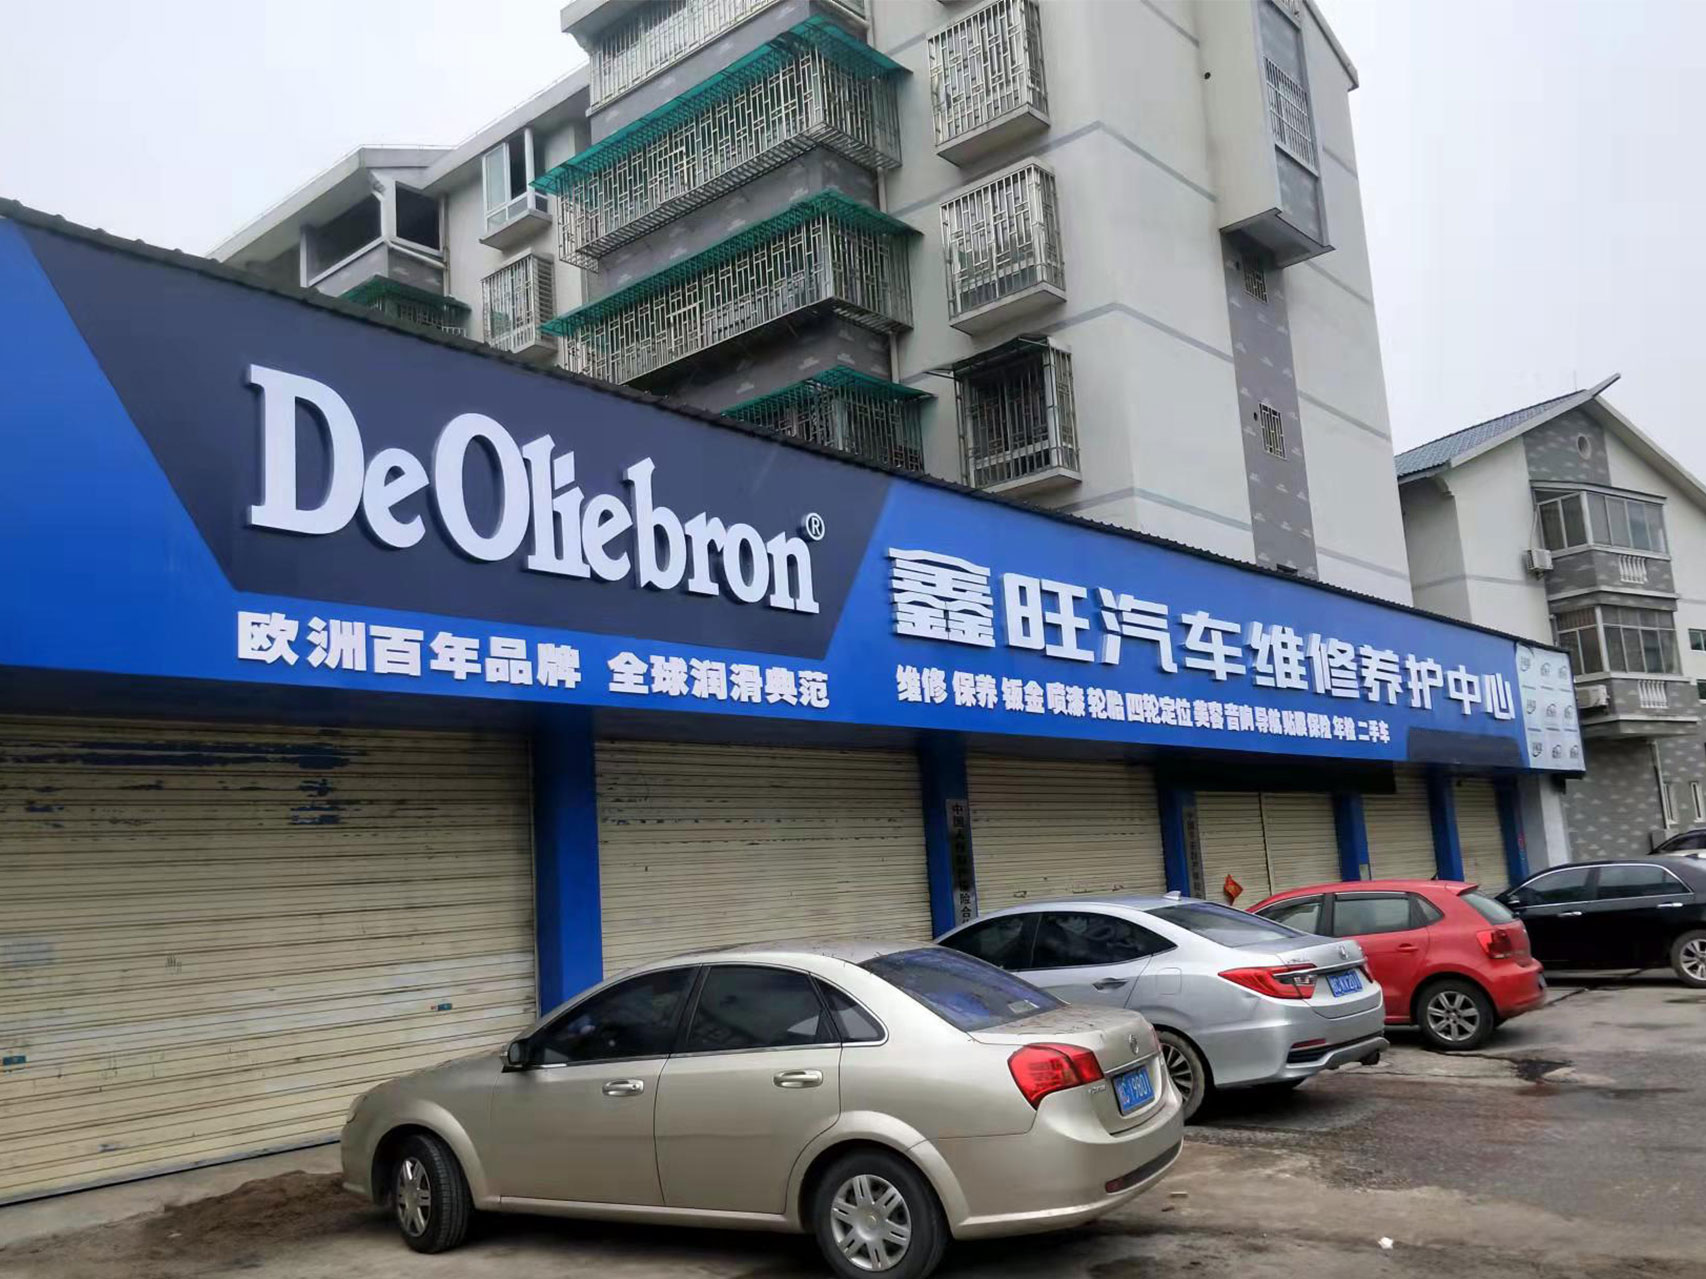 DeOliebron®
欧洲百年品牌 全球润滑典范
鑫旺汽车维修养护中心
维修 保养 钣金 喷漆 轮胎 四轮定位 美容 音响 导航 贴膜 保险 年检 二手车